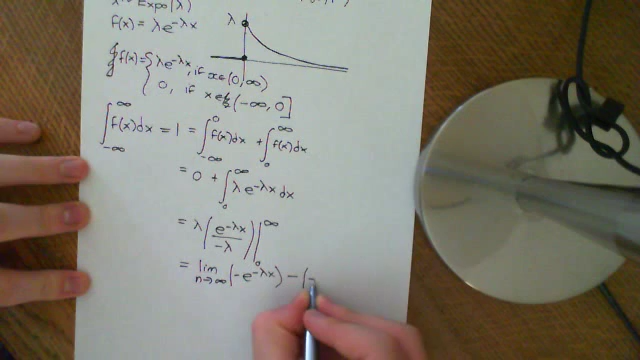 X ~ Expo(λ)
f(x) = λe^{-λx}
λ
f(x) = { λe^{-λx}, if x∈(0, ∞)
0, if x∈(-∞, 0]
∫_{-∞}^{∞} f(x)dx = 1 = ∫_{-∞}^{0} f(x)dx + ∫_{0}^{∞} f(x)dx
= 0 + ∫_{0}^{∞} λe^{-λx} dx
= λ(e^{-λx}/-λ)|_{0}^{∞}
= lim_{n→∞} (-e^{-λx}) - (-